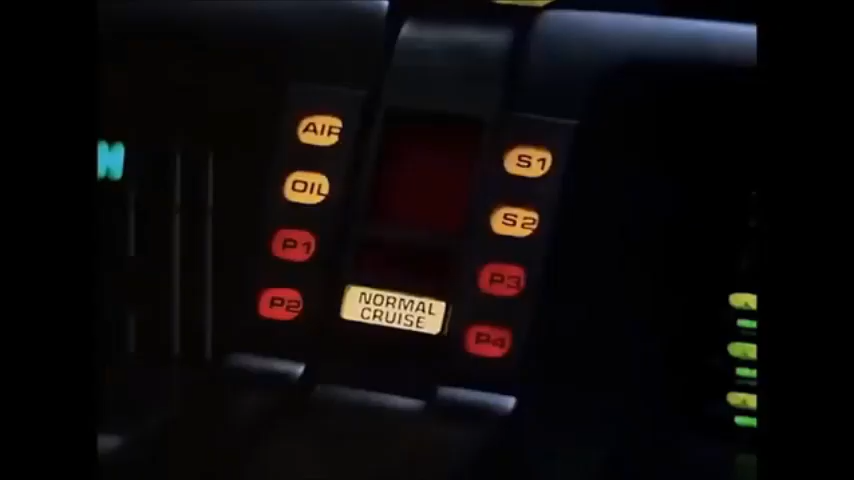 AIR
OIL
P1
P2
NORMAL
CRUISE
S1
S2
P3
P4